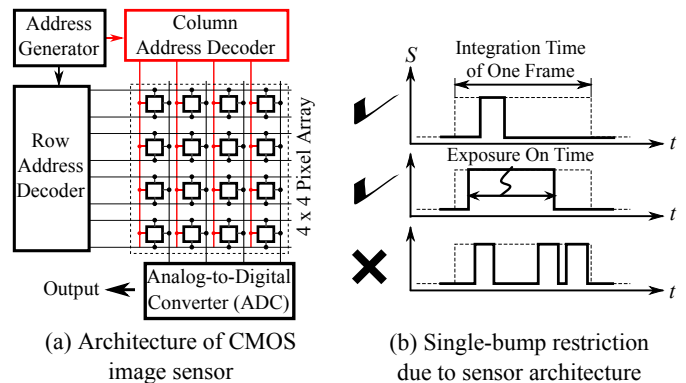 Address
Generator
Column
Address Decoder
Row
Address
Decoder
4 x 4 Pixel Array
Analog-to-Digital
Converter (ADC)
Output
(a) Architecture of CMOS
image sensor
S
Integration Time
of One Frame
t
Exposure On Time
t
t
(b) Single-bump restriction
due to sensor architecture